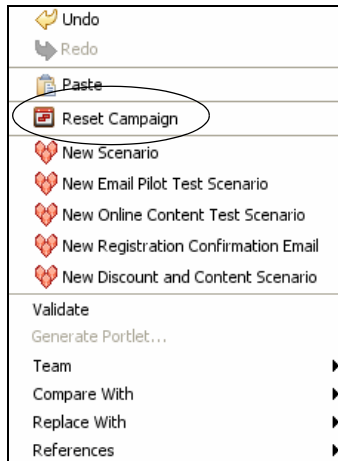 Undo
Redo
Paste
Reset Campaign
New Scenario
New Email Pilot Test Scenario
New Online Content Test Scenario
New Registration Confirmation Email
New Discount and Content Scenario
Validate
Generate Portlet...
Team
Compare With
Replace With
References